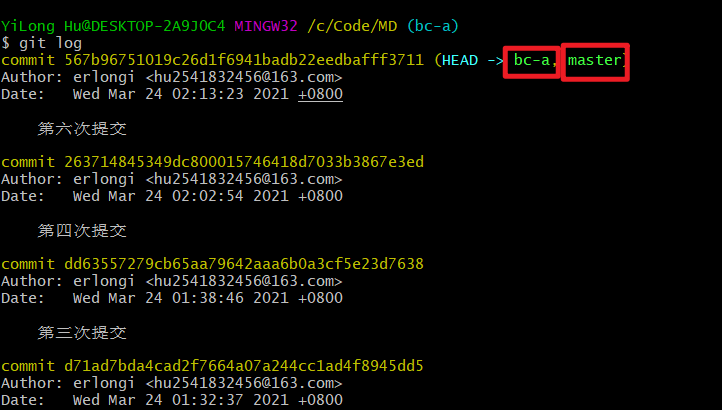 YiLong Hu@DESKTOP-2A9JOC4 MINGW32 /c/Code/MD (bc-a)
$ git log
commit 567b96751019c26d1f6941badb22eedbafff3711 (HEAD -> bc-a, master)
Author: erlongi <hu2541832456@163.com>
Date:   Wed Mar 24 02:13:23 2021 +0800
第六次提交
commit 263714845349dc800015746418d7033b3867e3ed
Author: erlongi <hu2541832456@163.com>
Date:   Wed Mar 24 02:02:54 2021 +0800
第四次提交
commit dd63557279cb65aa79642aaa6b0a3cf5e23d7638
Author: erlongi <hu2541832456@163.com>
Date:   Wed Mar 24 01:38:46 2021 +0800
第三次提交
commit d71ad7bda4cad2f7664a07a244cc1ad4f8945dd5
Author: erlongi <hu2541832456@163.com>
Date:   Wed Mar 24 01:32:37 2021 +0800